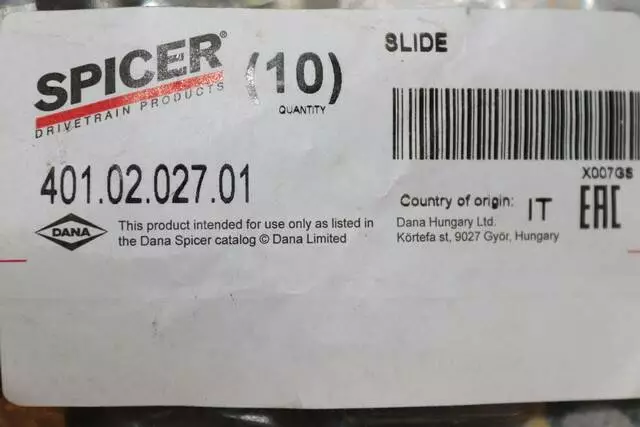 SPICER®
DRIVETRAIN PRODUCTS
(10)
QUANTITY
SLIDE
X007GS
401.02.027.01
Country of origin: IT
EAC
DANA
This product intended for use only as listed in
the Dana Spicer catalog © Dana Limited
Dana Hungary Ltd.
Körtefa st, 9027 Győr, Hungary